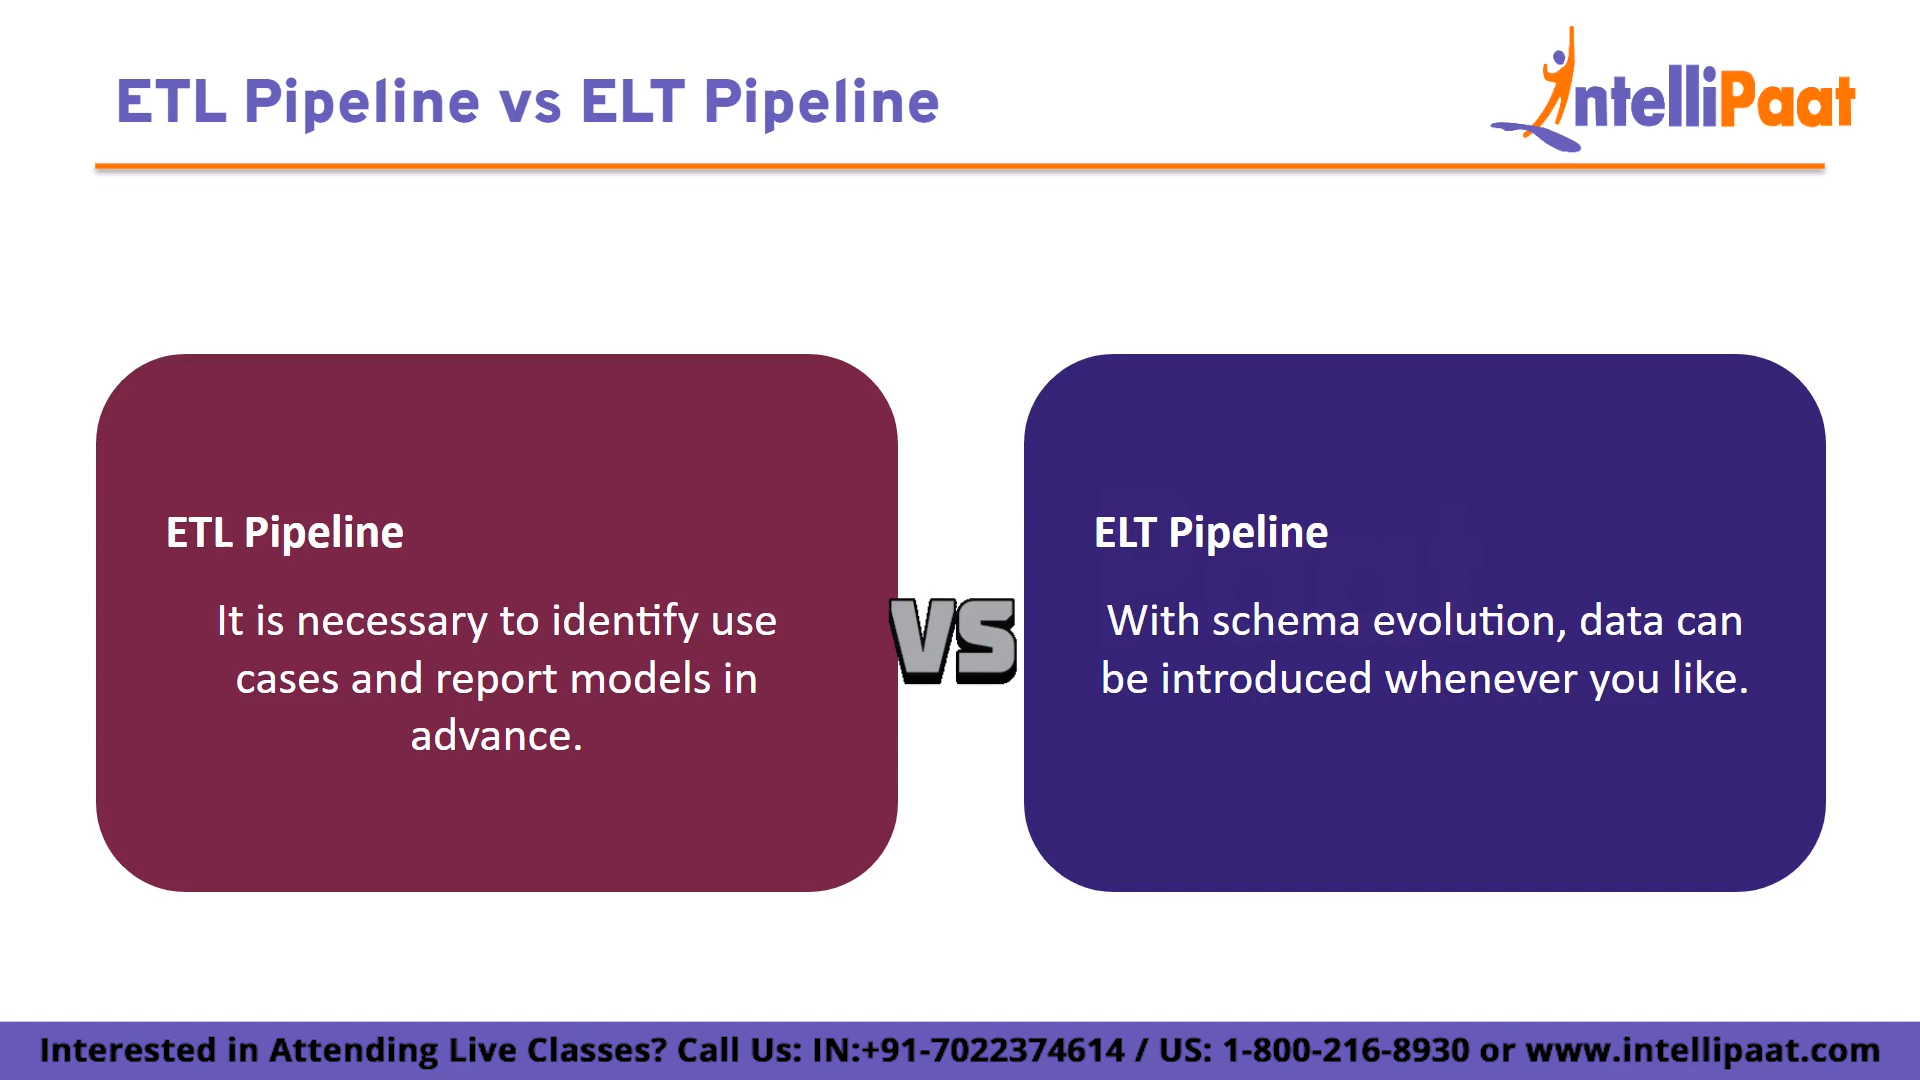 ETL Pipeline vs ELT Pipeline
IntelliPaat
ETL Pipeline
It is necessary to identify use
cases and report models in
advance.
VS
ELT Pipeline
With schema evolution, data can
be introduced whenever you like.
Interested in Attending Live Classes? Call Us: IN:+91-7022374614 / US: 1-800-216-8930 or www.intellipaat.com